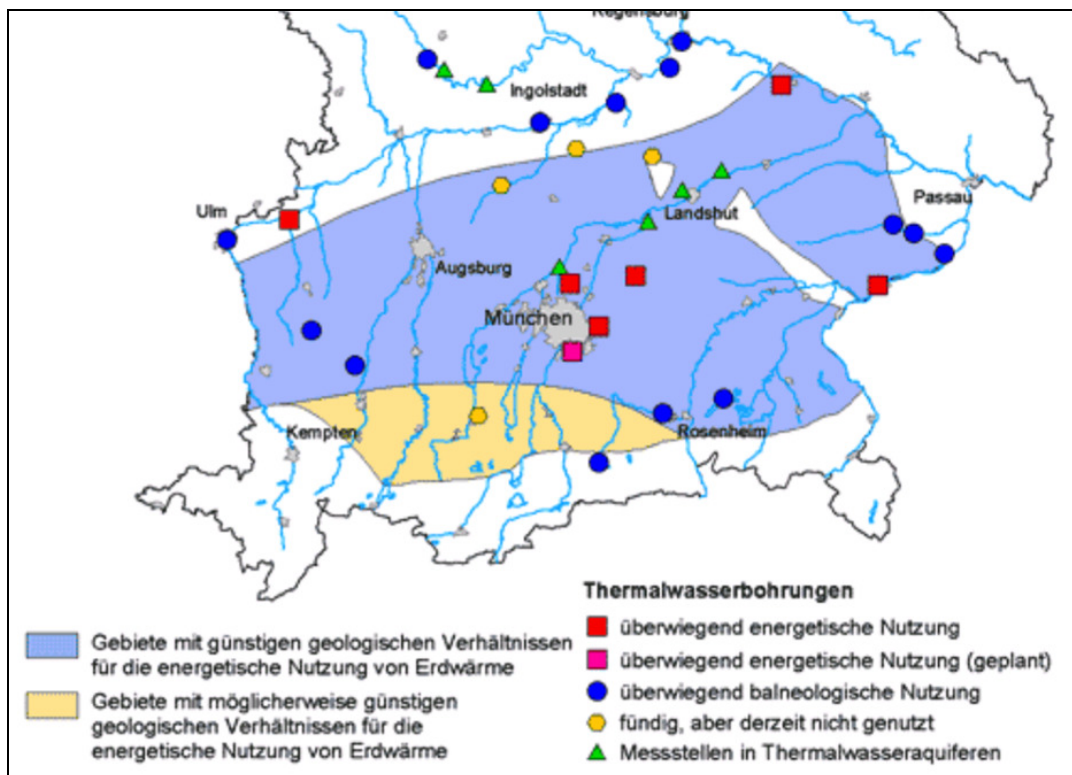 Regensburg
Ingolstadt
Ulm
Landshut
Passau
Augsburg
München
Kempten
Rosenheim
Thermalwasserbohrungen
überwiegend energetische Nutzung
überwiegend energetische Nutzung (geplant)
überwiegend balneologische Nutzung
fündig, aber derzeit nicht genutzt
Messstellen in Thermalwasseraquiferen
Gebiete mit günstigen geologischen Verhältnissen
für die energetische Nutzung von Erdwärme
Gebiete mit möglicherweise günstigen
geologischen Verhältnissen für die
energetische Nutzung von Erdwärme